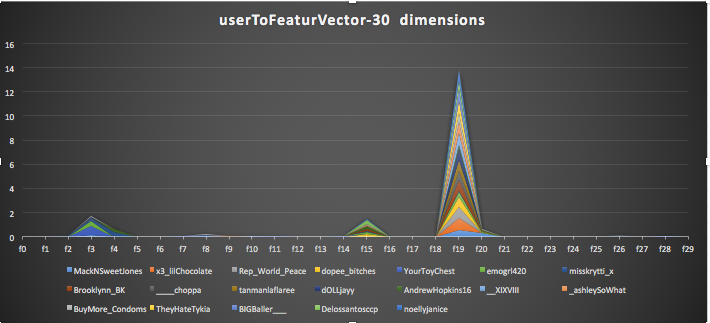 userToFeaturVector-30 dimensions
16
14
12
10
8
6
4
2
0
f0 f1 f2 f3 f4 f5 f6 f7 f8 f9 f10 f11 f12 f13 f14 f15 f16 f17 f18 f19 f20 f21 f22 f23 f24 f25 f26 f27 f28 f29
MackNSweetJones x3_lilChocolate Rep_World_Peace dopee_bitches YourToyChest emogrl420 misskrytti_x
Brooklynn_BK ____choppa tanmanlaflaree dOLLjayy AndrewHopkins16 __XIXVIII _ashleySoWhat
BuyMore_Condoms TheyHateTykia BIGBaller___ Delossantosccp noellyjanice